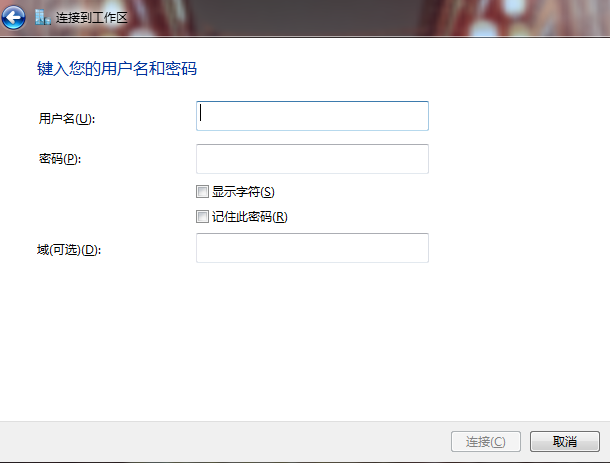 连接到工作区
键入您的用户名和密码
用户名(U):
密码(P):
显示字符(S)
记住此密码(R)
域(可选)(D):
连接(C) 取消